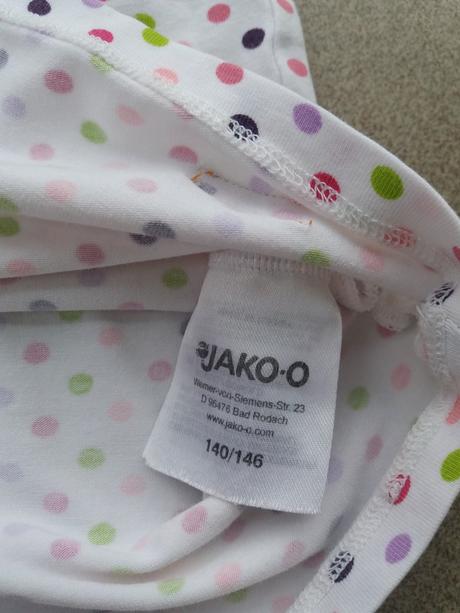 JAKO-O
Werner-von-Siemens-Str. 23
D 96476 Bad Rodach
www.jako-o.com
140/146